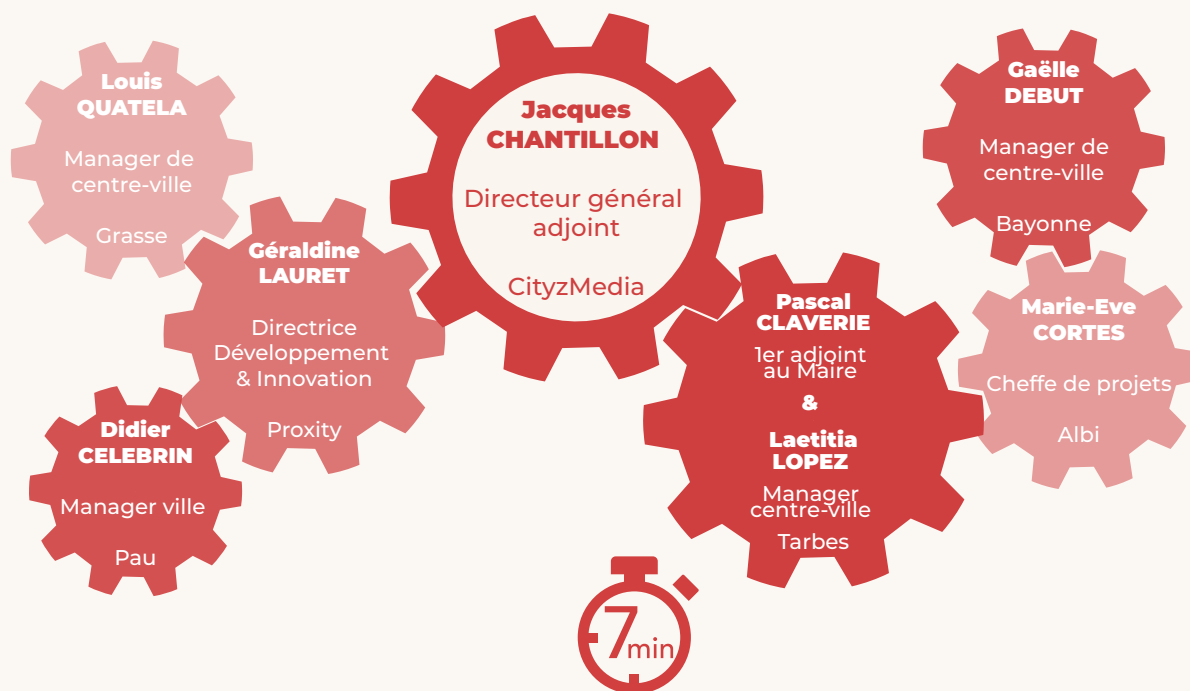 Louis
QUATELA
Manager de
centre-ville
Grasse
Géraldine
LAURET
Directrice
Développement
& Innovation
Proxity
Didier
CELEBRIN
Manager ville
Pau
Jacques
CHANTILLON
Directeur général
adjoint
CityzMedia
Pascal
CLAVERIE
1er adjoint
au Maire
&
Laetitia
LOPEZ
Manager
centre-ville
Tarbes
Gaëlle
DEBUT
Manager de
centre-ville
Bayonne
Marie-Eve
CORTES
Cheffe de projets
Albi
7min